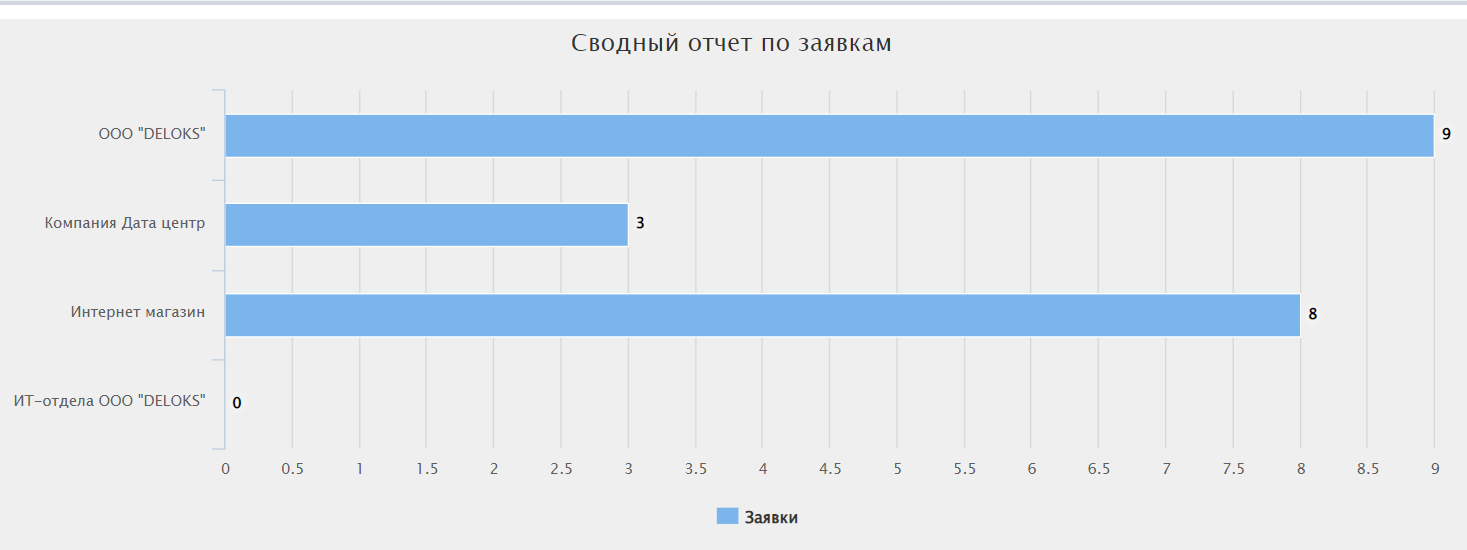 Сводный отчет по заявкам
ООО "DELOKS"
9
Компания Дата центр
3
Интернет магазин
8
ИТ-отдела ООО "DELOKS"
0
0 0.5 1 1.5 2 2.5 3 3.5 4 4.5 5 5.5 6 6.5 7 7.5 8 8.5 9
Заявки